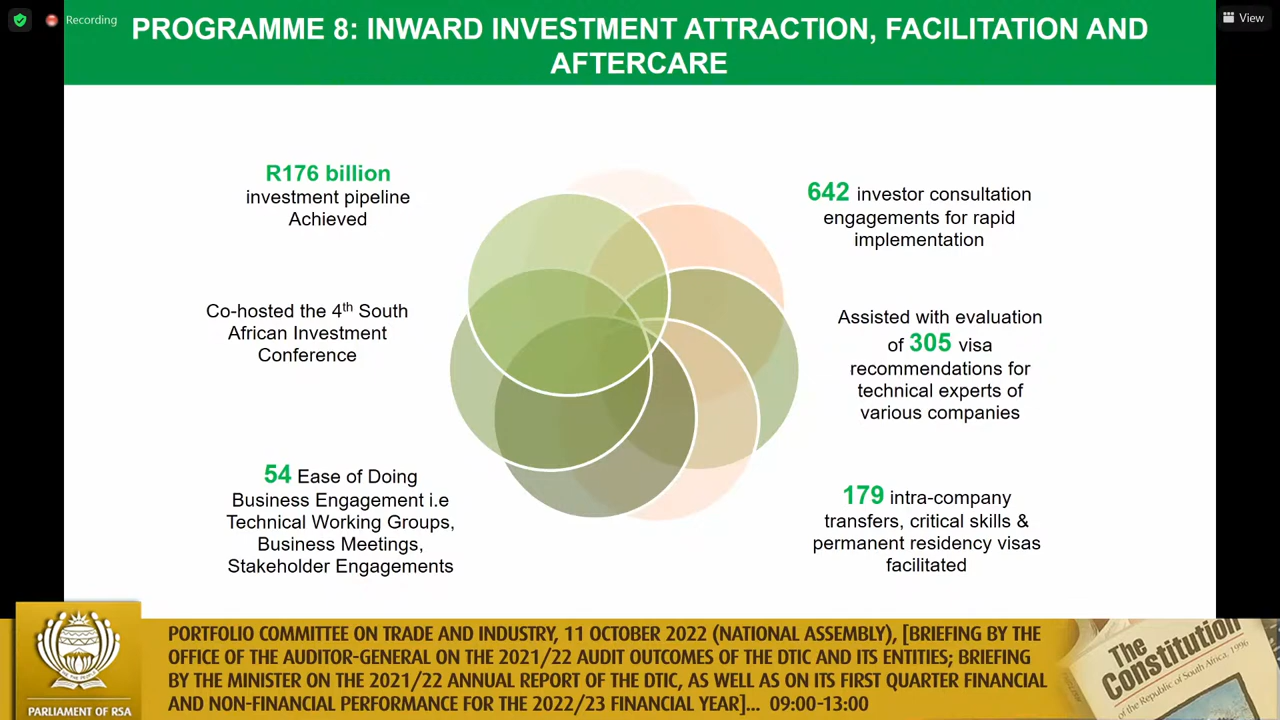 Recording
View
PROGRAMME 8: INWARD INVESTMENT ATTRACTION, FACILITATION AND
AFTERCARE
R176 billion
investment pipeline
Achieved
Co-hosted the 4th South
African Investment
Conference
54 Ease of Doing
Business Engagement i.e
Technical Working Groups,
Business Meetings,
Stakeholder Engagements
642 investor consultation
engagements for rapid
implementation
Assisted with evaluation
of 305 visa
recommendations for
technical experts of
various companies
179 intra-company
transfers, critical skills &
permanent residency visas
facilitated
PARLIAMENT OF RSA
PORTFOLIO COMMITTEE ON TRADE AND INDUSTRY, 11 OCTOBER 2022 (NATIONAL ASSEMBLY), [BRIEFING BY THE
OFFICE OF THE AUDITOR-GENERAL ON THE 2021/22 AUDIT OUTCOMES OF THE DTIC AND ITS ENTITIES; BRIEFING
BY THE MINISTER ON THE 2021/22 ANNUAL REPORT OF THE DTIC, AS WELL AS ON ITS FIRST QUARTER FINANCIAL
AND NON-FINANCIAL PERFORMANCE FOR THE 2022/23 FINANCIAL YEAR]... 09:00-13:00
The
Constitution
of the Republic of South Africa, 1996